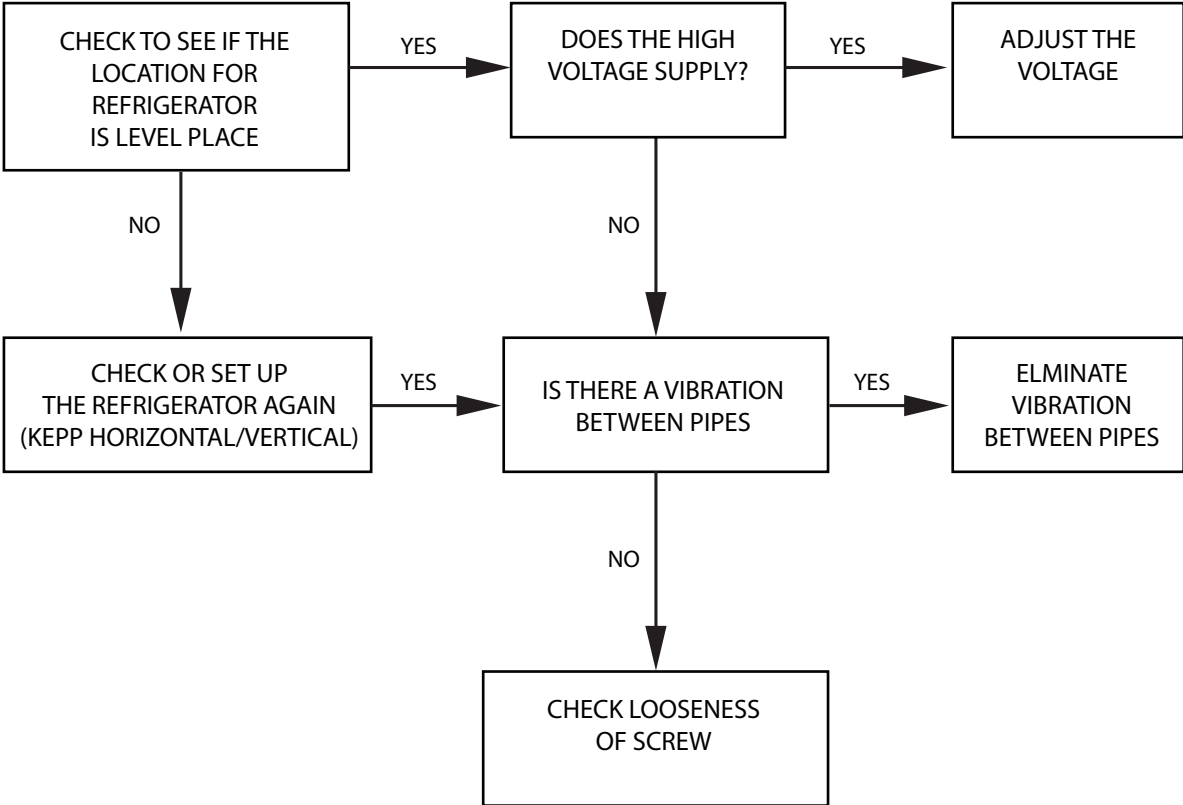 CHECK TO SEE IF THE
LOCATION FOR
REFRIGERATOR
IS LEVEL PLACE
YES
DOES THE HIGH
VOLTAGE SUPPLY?
YES
ADJUST THE
VOLTAGE
NO
NO
CHECK OR SET UP
THE REFRIGERATOR AGAIN
(KEPP HORIZONTAL/VERTICAL)
YES
IS THERE A VIBRATION
BETWEEN PIPES
YES
ELMINATE
VIBRATION
BETWEEN PIPES
NO
CHECK LOOSENESS
OF SCREW